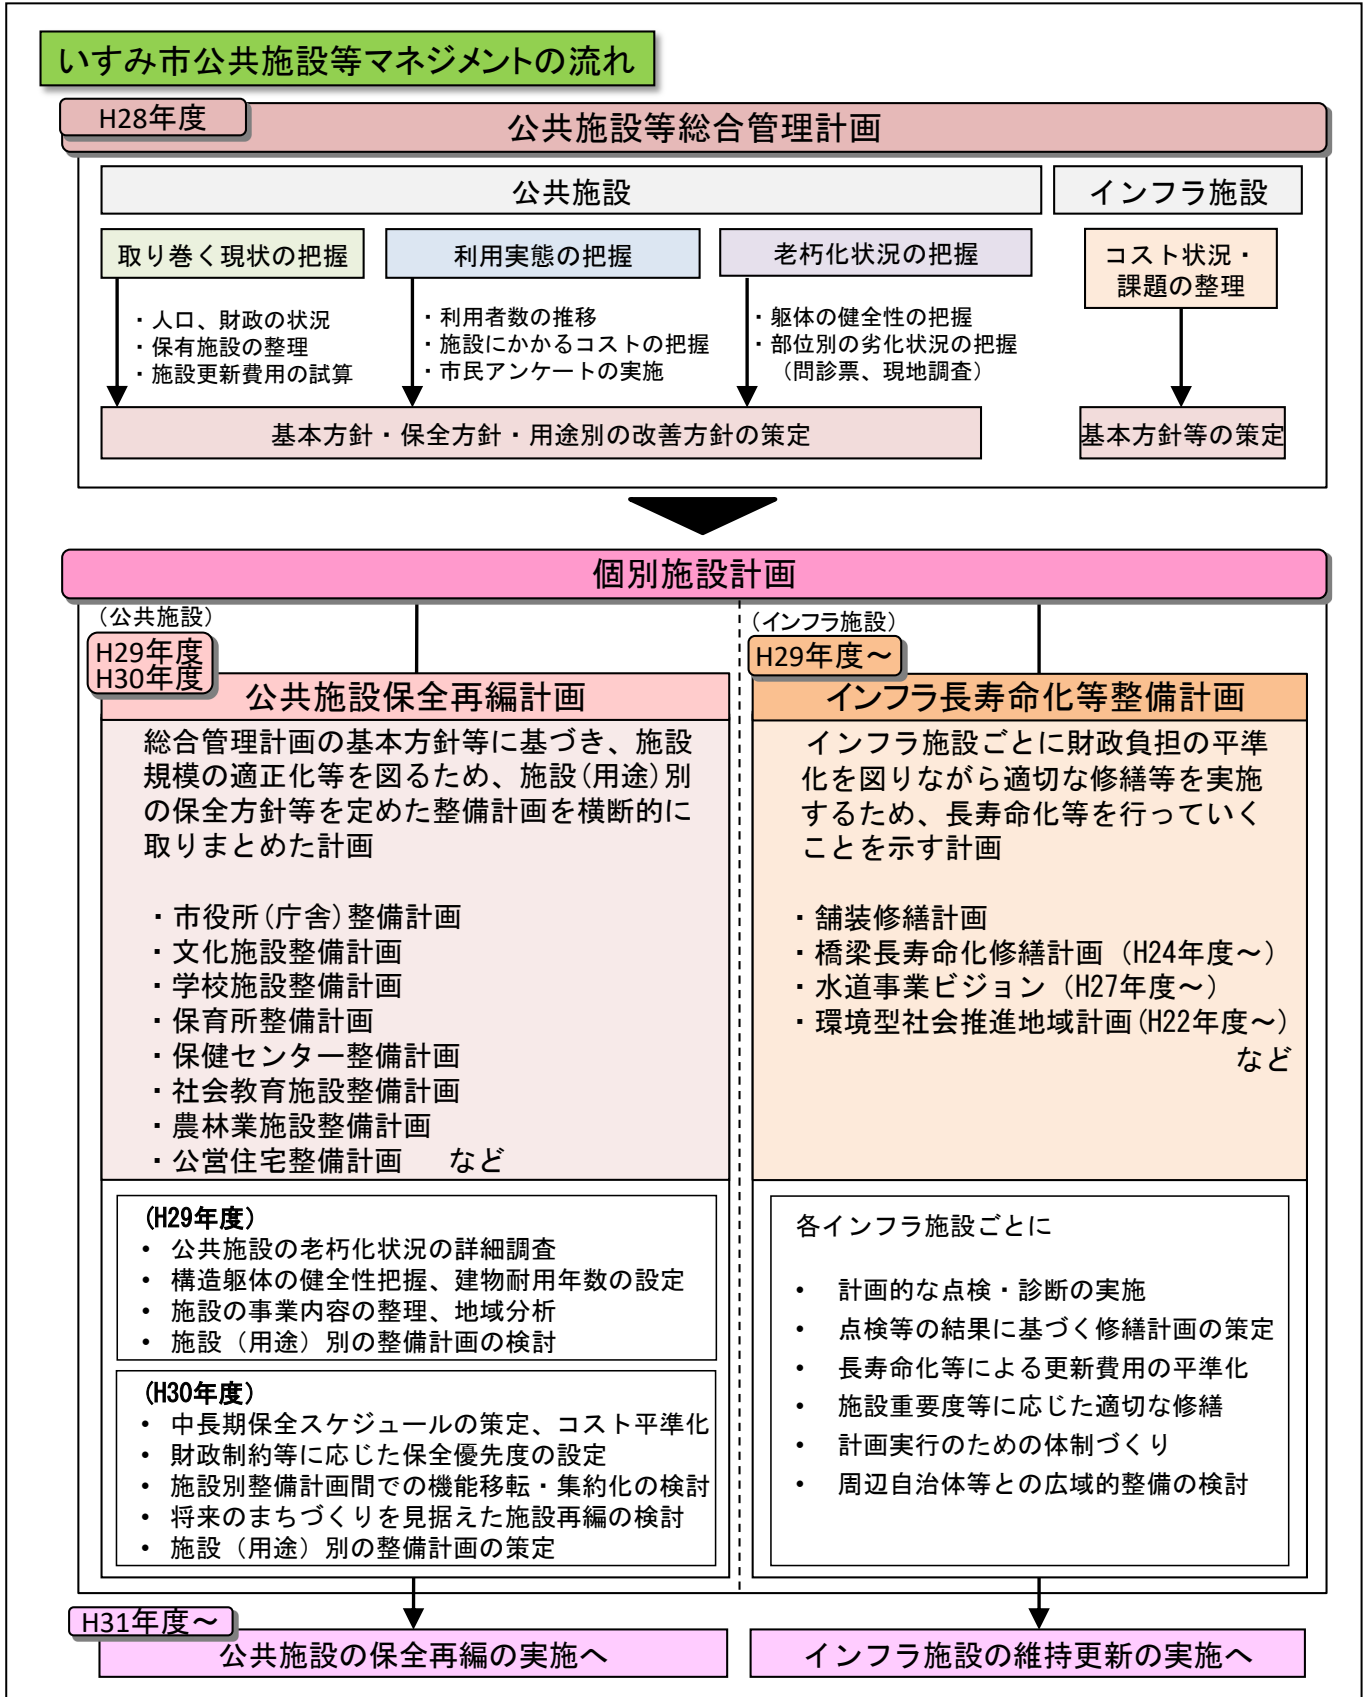 いすみ市公共施設等マネジメントの流れ
H28年度
公共施設等総合管理計画
公共施設
インフラ施設
取り巻く現状の把握
利用実態の把握
老朽化状況の把握
コスト状況・
課題の整理
・人口、財政の状況
・保有施設の整理
・施設更新費用の試算
・利用者数の推移
・施設にかかるコストの把握
・市民アンケートの実施
・躯体の健全性の把握
・部位別の劣化状況の把握
（問診票、現地調査）
基本方針・保全方針・用途別の改善方針の策定
基本方針等の策定
個別施設計画
（公共施設）
H29年度
H30年度
公共施設保全再編計画
総合管理計画の基本方針等に基づき、施設
規模の適正化等を図るため、施設(用途)別
の保全方針等を定めた整備計画を横断的に
取りまとめた計画
・市役所(庁舎)整備計画
・文化施設整備計画
・学校施設整備計画
・保育所整備計画
・保健センター整備計画
・社会教育施設整備計画
・農林業施設整備計画
・公営住宅整備計画 など
(H29年度)
• 公共施設の老朽化状況の詳細調査
• 構造躯体の健全性把握、建物耐用年数の設定
• 施設の事業内容の整理、地域分析
• 施設（用途）別の整備計画の検討
(H30年度)
• 中長期保全スケジュールの策定、コスト平準化
• 財政制約等に応じた保全優先度の設定
• 施設別整備計画間での機能移転・集約化の検討
• 将来のまちづくりを見据えた施設再編の検討
• 施設（用途）別の整備計画の策定
（インフラ施設）
H29年度～
インフラ長寿命化等整備計画
インフラ施設ごとに財政負担の平準
化を図りながら適切な修繕等を実施
するため、長寿命化等を行っていく
ことを示す計画
・舗装修繕計画
・橋梁長寿命化修繕計画（H24年度～）
・水道事業ビジョン（H27年度～）
・環境型社会推進地域計画(H22年度～)
など
各インフラ施設ごとに
• 計画的な点検・診断の実施
• 点検等の結果に基づく修繕計画の策定
• 長寿命化等による更新費用の平準化
• 施設重要度等に応じた適切な修繕
• 計画実行のための体制づくり
• 周辺自治体等との広域的整備の検討
H31年度～
公共施設の保全再編の実施へ
インフラ施設の維持更新の実施へ